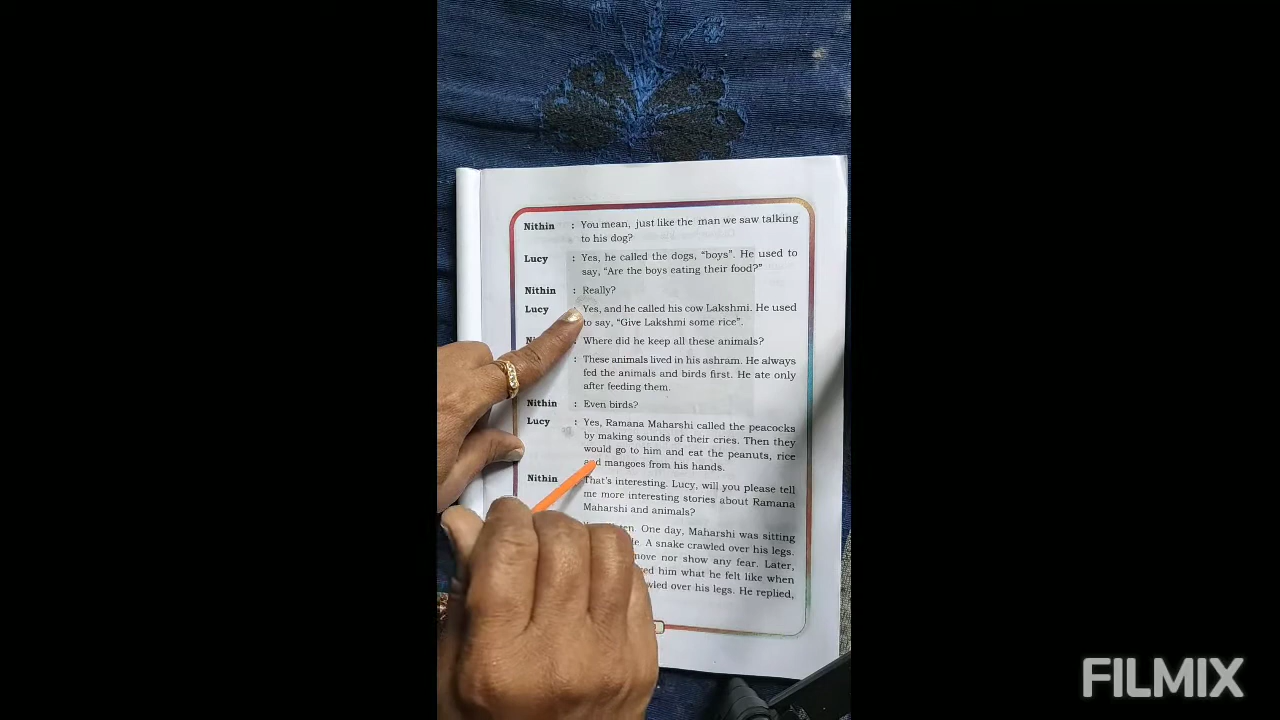 Nithin : You mean, just like the man we saw talking
to his dog?
Lucy : Yes, he called the dogs, “boys”. He used to
say, “Are the boys eating their food?”
Nithin : Really?
Lucy : Yes, and he called his cow Lakshmi. He used
to say, “Give Lakshmi some rice”.
: Where did he keep all these animals?
: These animals lived in his ashram. He always
fed the animals and birds first. He ate only
after feeding them.
Nithin : Even birds?
Lucy : Yes, Ramana Maharshi called the peacocks
by making sounds of their cries. Then they
would go to him and eat the peanuts, rice
and mangoes from his hands.
Nithin : That's interesting. Lucy, will you please tell
me more interesting stories about Ramana
Maharshi and animals?
One day, Maharshi was sitting
A snake crawled over his legs.
move nor show any fear. Later,
him what he felt like when
over his legs. He replied,
FILMIX